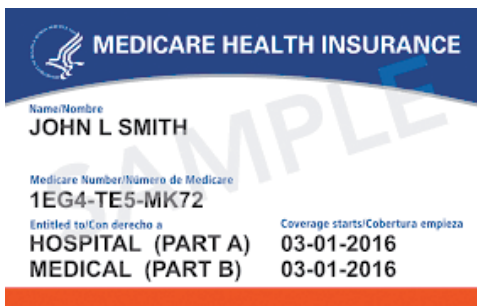 MEDICARE HEALTH INSURANCE
Name/Nombre
JOHN L SMITH
Medicare Number/Número de Medicare
1EG4-TE5-MK72
Entitled to/Con derecho a Coverage starts/Cobertura empieza
HOSPITAL (PART A) 03-01-2016
MEDICAL (PART B) 03-01-2016
SAMPLE